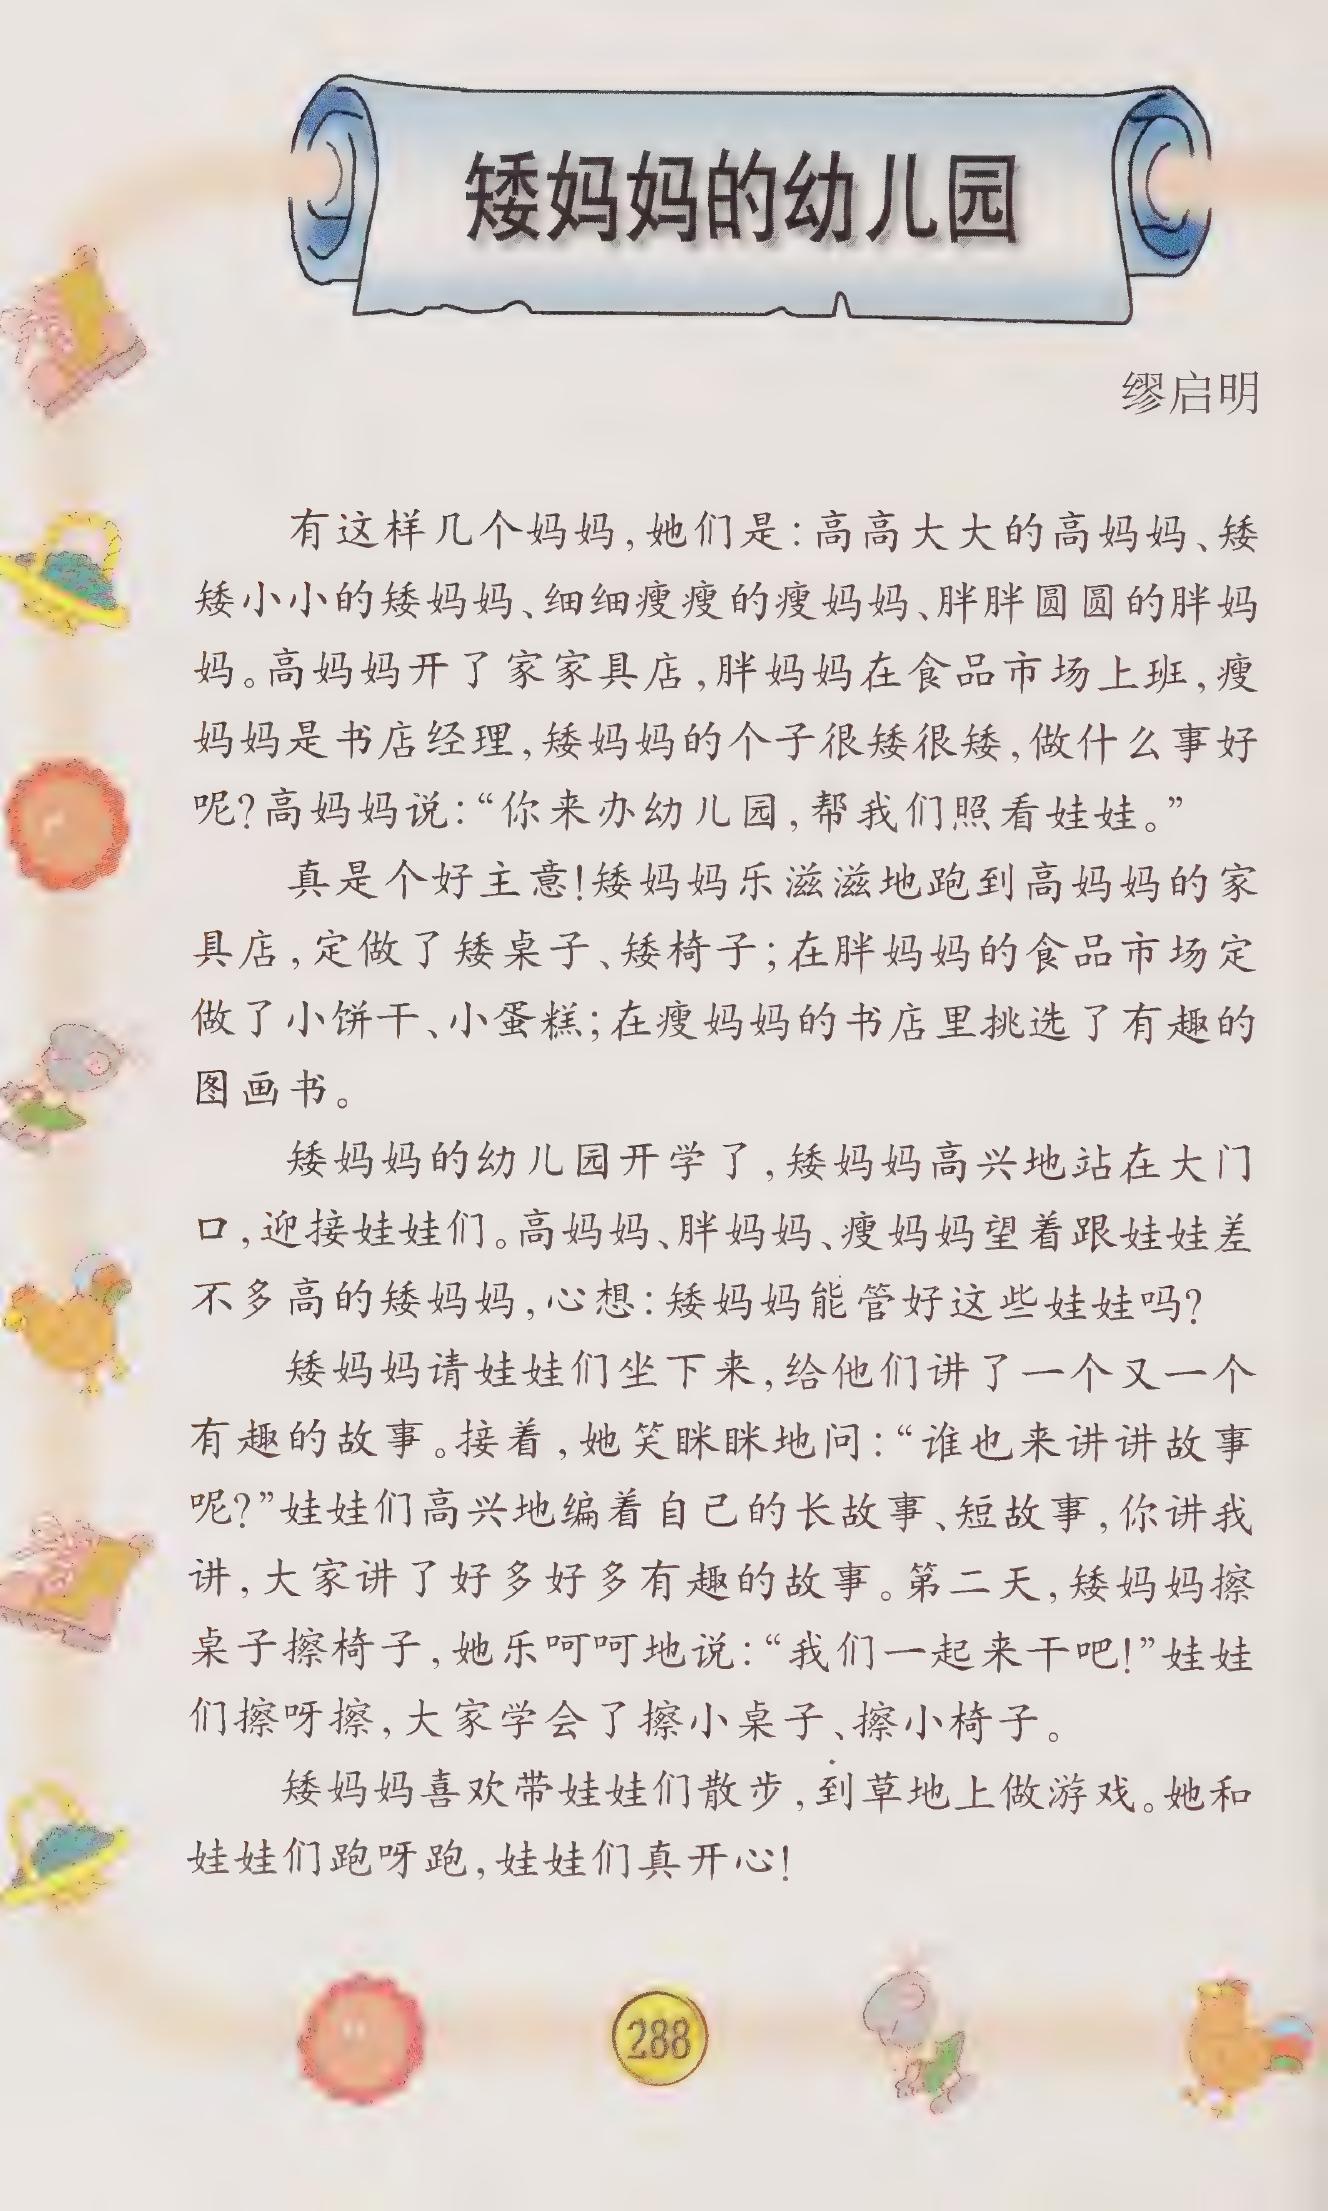 矮妈妈的幼儿园
缪启明
有这样几个妈妈,她们是:高高大大的高妈妈、矮
矮小小的矮妈妈、细细瘦瘦的瘦妈妈、胖胖圆圆的胖妈
妈。高妈妈开了家家具店,胖妈妈在食品市场上班,瘦
妈妈是书店经理,矮妈妈的个子很矮很矮,做什么事好
呢?高妈妈说:“你来办幼儿园,帮我们照看娃娃。”
真是个好主意!矮妈妈乐滋滋地跑到高妈妈的家
具店,定做了矮桌子、矮椅子;在胖妈妈的食品市场定
做了小饼干、小蛋糕;在瘦妈妈的书店里挑选了有趣的
图画书。
矮妈妈的幼儿园开学了,矮妈妈高兴地站在大门
口,迎接娃娃们。高妈妈、胖妈妈、瘦妈妈望着跟娃娃差
不多高的矮妈妈,心想:矮妈妈能管好这些娃娃吗?
矮妈妈请娃娃们坐下来,给他们讲了一个又一个
有趣的故事。接着,她笑眯眯地问:“谁也来讲讲故事
呢?”娃娃们高兴地编着自己的长故事、短故事,你讲我
讲,大家讲了好多好多有趣的故事。第二天,矮妈妈擦
桌子擦椅子,她乐呵呵地说:“我们一起来干吧!”娃娃
们擦呀擦,大家学会了擦小桌子、擦小椅子。
矮妈妈喜欢带娃娃们散步,到草地上做游戏。她和
娃娃们跑呀跑,娃娃们真开心!
288